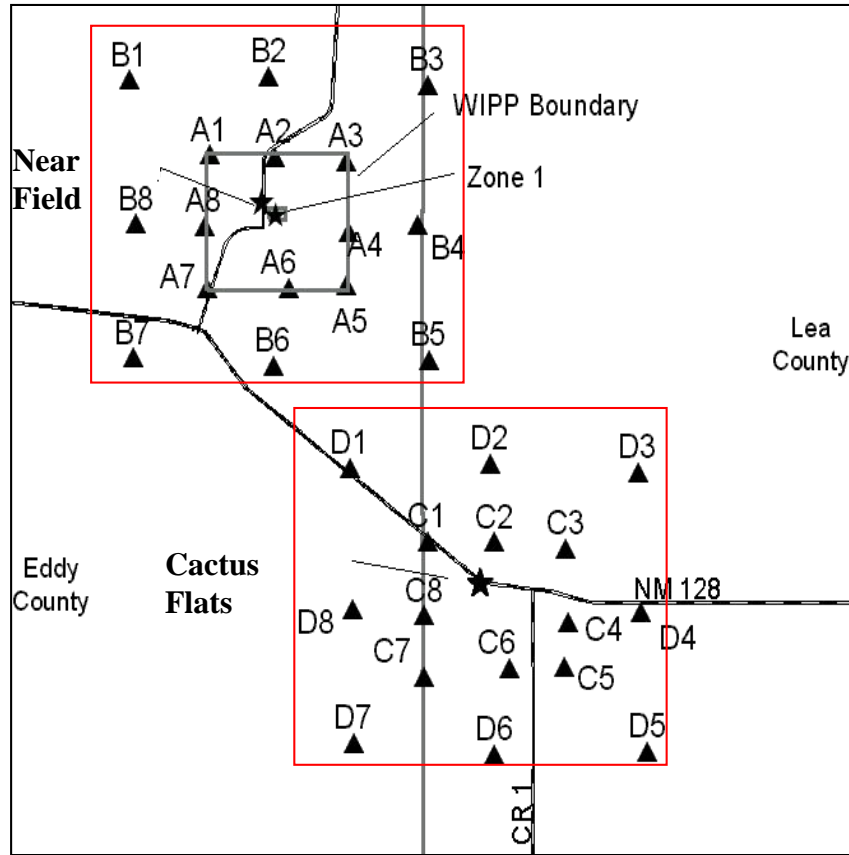 B1
B2
B3
WIPP Boundary
A1
A2
A3
Near
Field
Zone 1
B8
A8
A4
B4
A7
A6
A5
B7
B6
B5
Lea
County
D1
D2
D3
C1
C2
C3
Cactus
Flats
Eddy
County
NM 128
D8
C8
C4
D4
C7
C6
C5
D7
D6
D5
CR 1